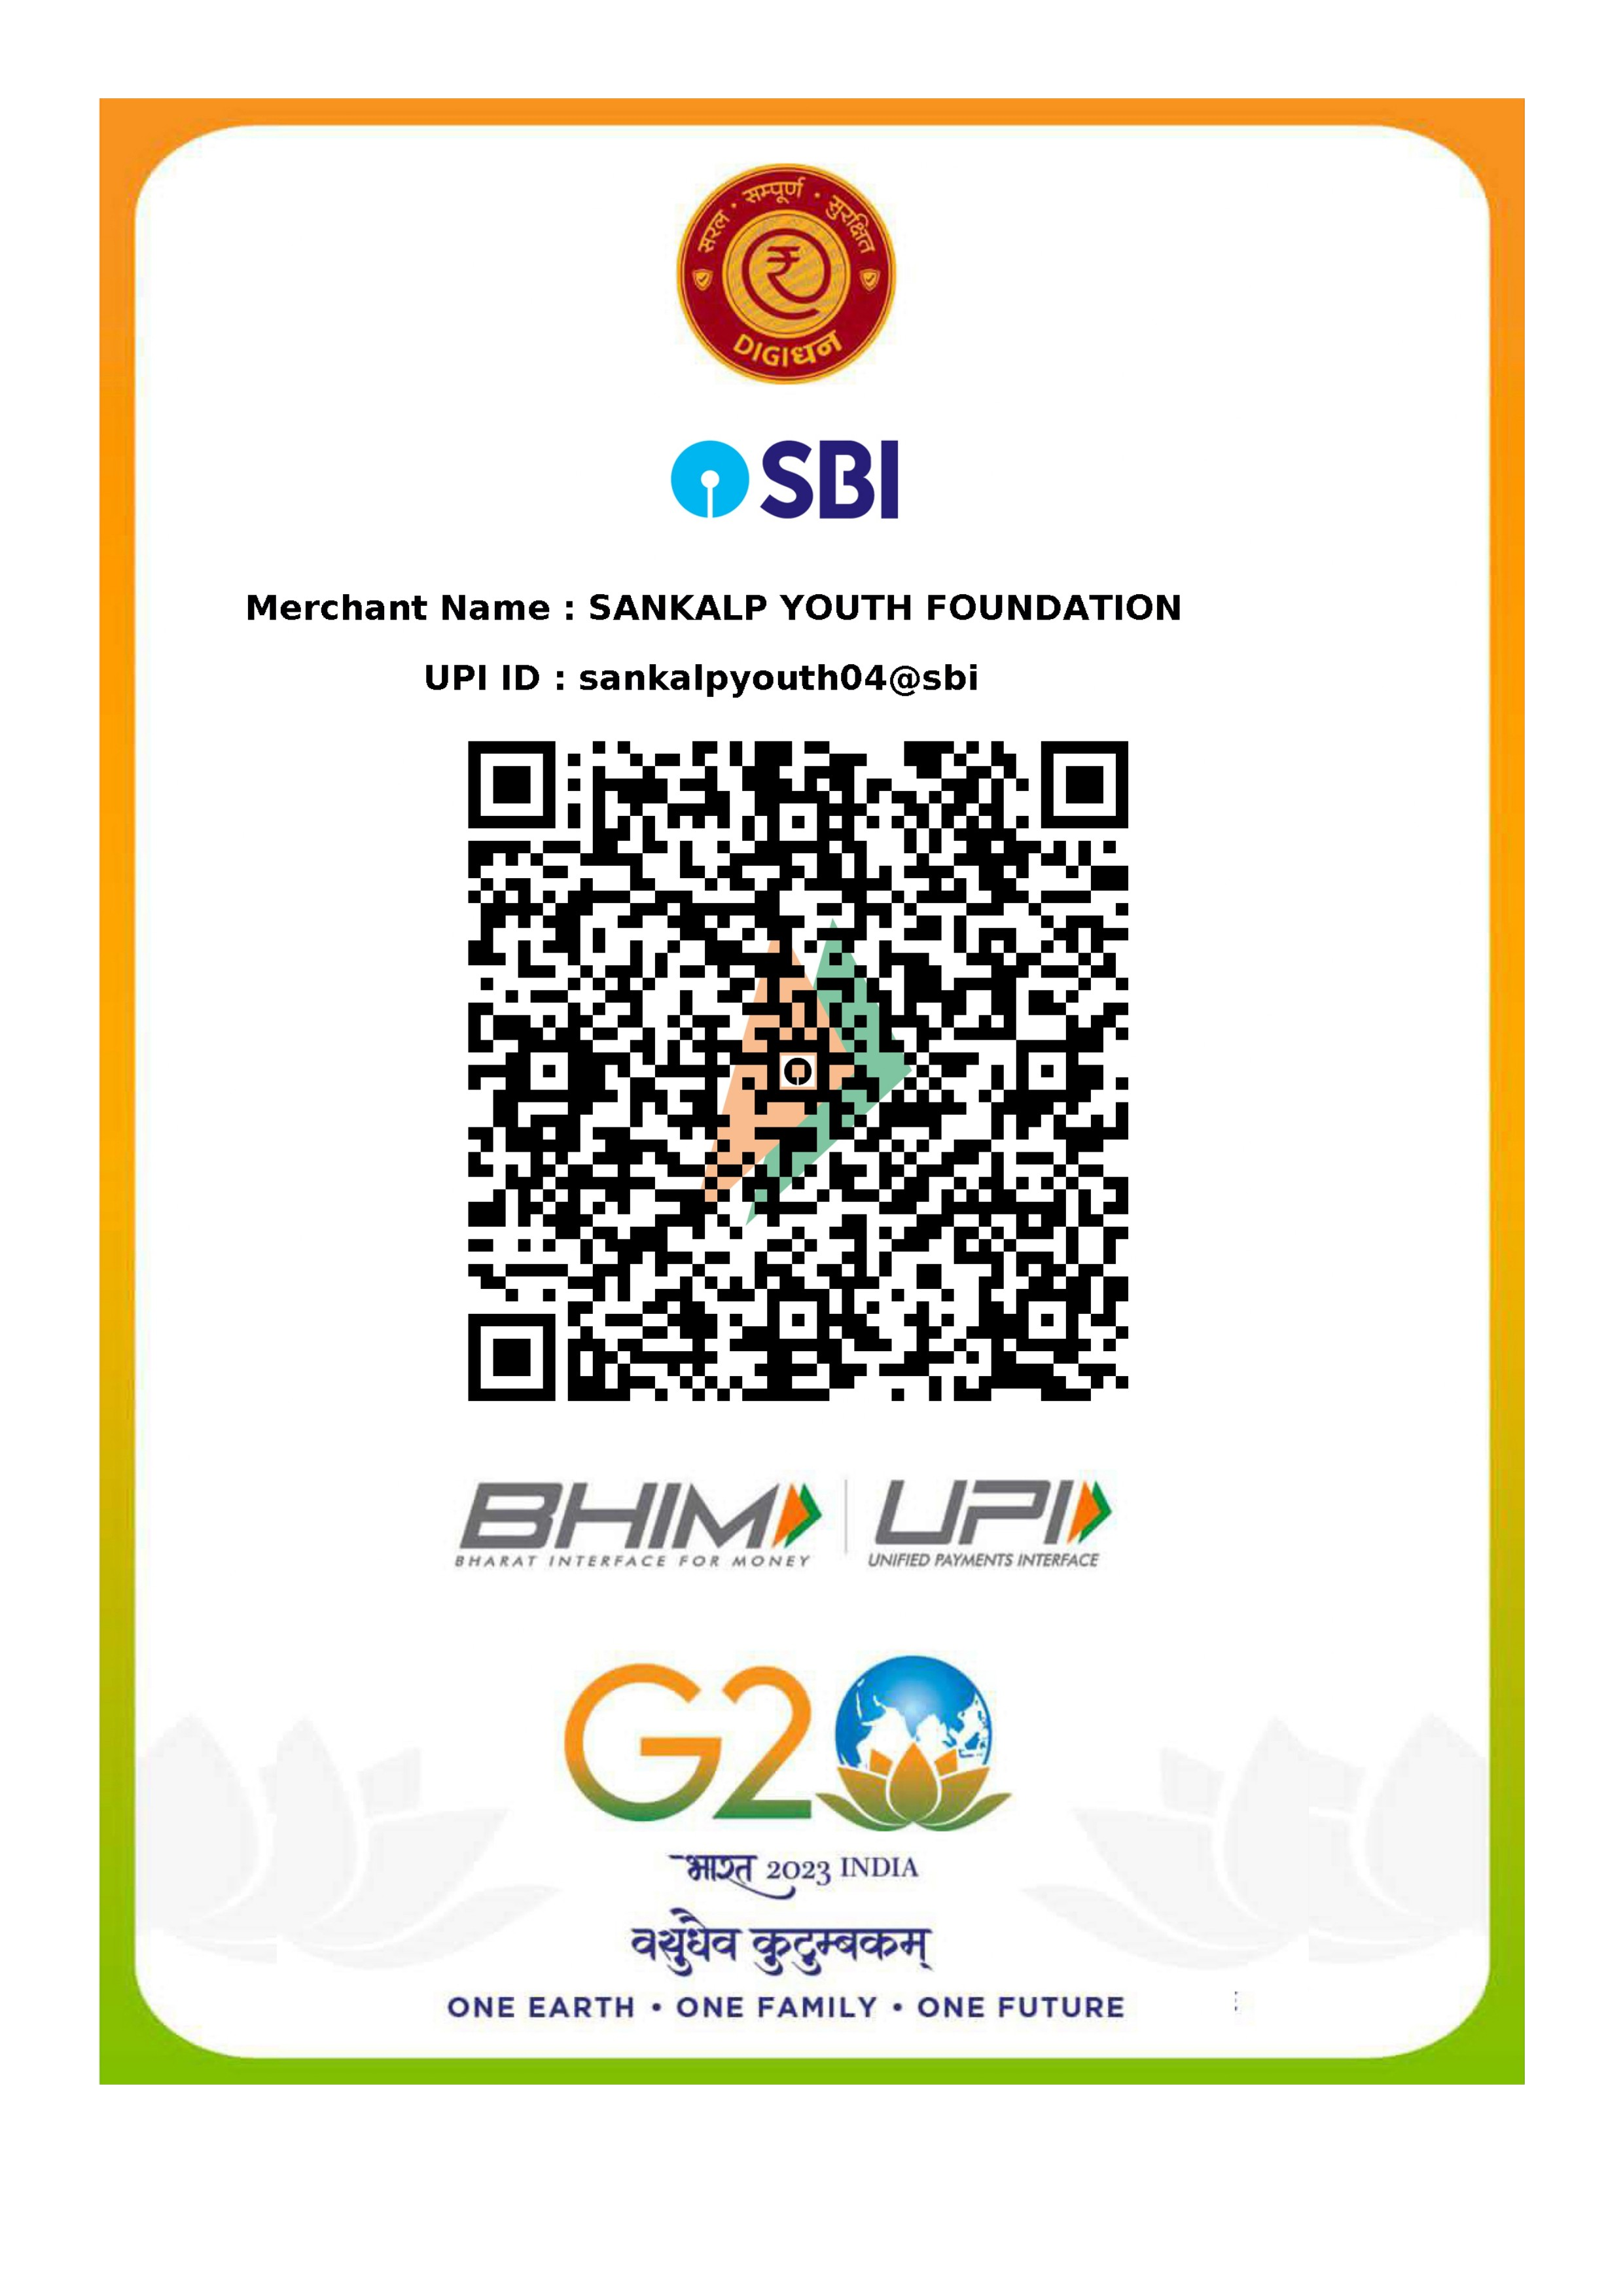 सरल • सम्पूर्ण • सुरक्षित
DIGIधन
SBI
Merchant Name : SANKALP YOUTH FOUNDATION
UPI ID : sankalpyouth04@sbi
BHIM UPI
BHARAT INTERFACE FOR MONEY UNIFIED PAYMENTS INTERFACE
G20
भारत 2023 INDIA
वसुधैव कुटुम्बकम्
ONE EARTH • ONE FAMILY • ONE FUTURE